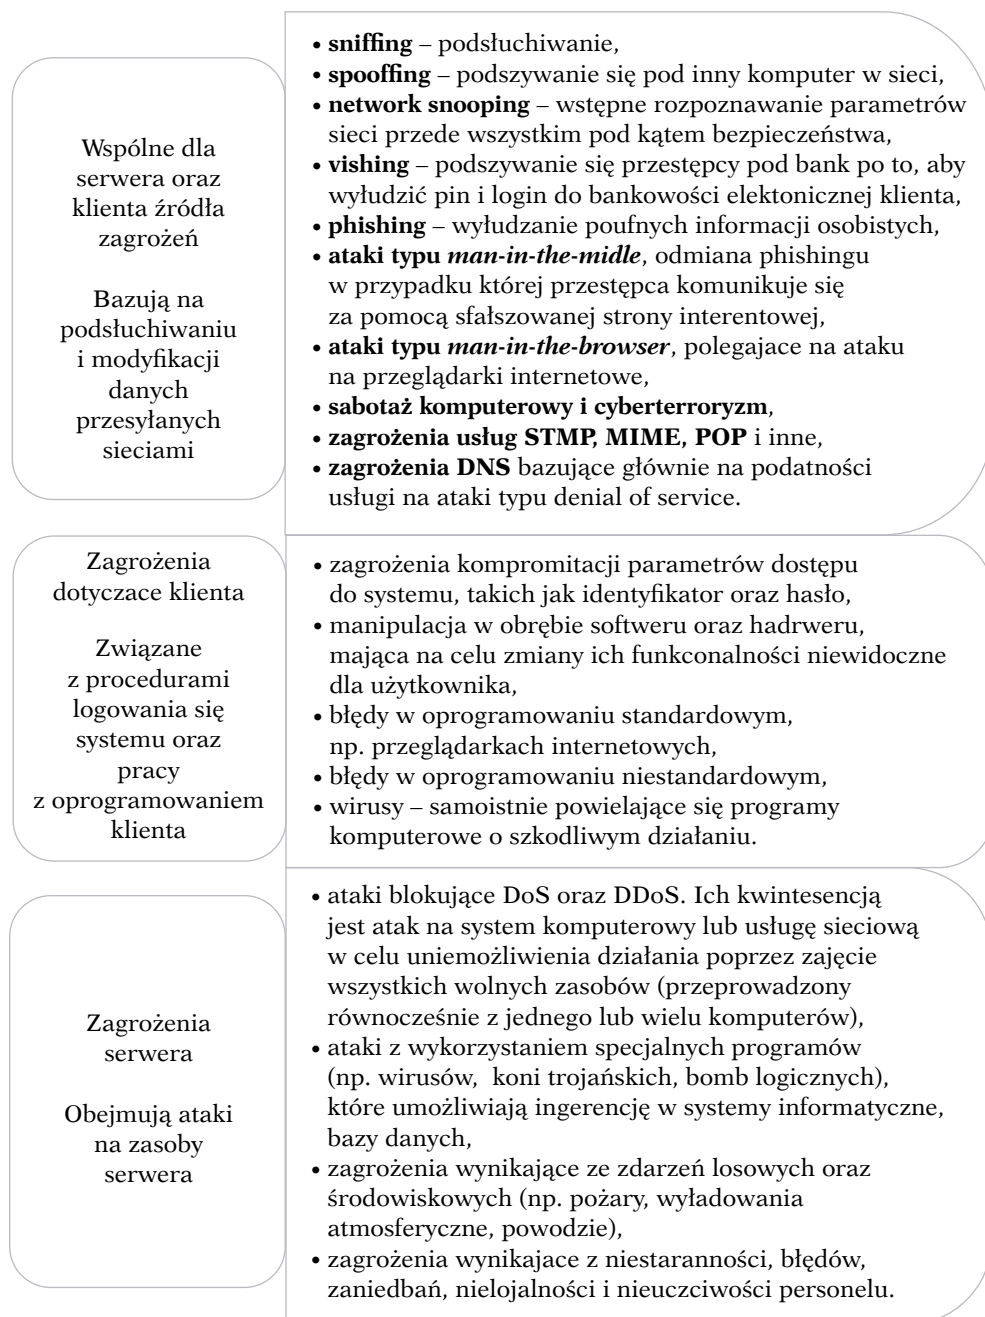 Wspólne dla
serwera oraz
klienta źródła
zagrożeń
Bazują na
podsłuchiwaniu
i modyfikacji
danych
przesyłanych
sieciami
• sniffing – podsłuchiwanie,
• spooffing – podszywanie się pod inny komputer w sieci,
• network snooping – wstępne rozpoznawanie parametrów
sieci przede wszystkim pod kątem bezpieczeństwa,
• vishing – podszywanie się przestępcy pod bank po to, aby
wyłudzić pin i login do bankowości elektonicznej klienta,
• phishing – wyłudzanie poufnych informacji osobistych,
• ataki typu man-in-the-midle, odmiana phishingu
w przypadku której przestępca komunikuje się
za pomocą sfałszowanej strony interentowej,
• ataki typu man-in-the-browser, polegajace na ataku
na przeglądarki internetowe,
• sabotaż komputerowy i cyberterroryzm,
• zagrożenia usług STMP, MIME, POP i inne,
• zagrożenia DNS bazujące głównie na podatności
usługi na ataki typu denial of service.
Zagrożenia
dotyczace klienta
Związane
z procedurami
logowania się
systemu oraz
pracy
z oprogramowaniem
klienta
• zagrożenia kompromitacji parametrów dostępu
do systemu, takich jak identyfikator oraz hasło,
• manipulacja w obrębie softweru oraz hadrweru,
mająca na celu zmiany ich funkconalności niewidoczne
dla użytkownika,
• błędy w oprogramowaniu standardowym,
np. przeglądarkach internetowych,
• błędy w oprogramowaniu niestandardowym,
• wirusy – samoistnie powielające się programy
komputerowe o szkodliwym działaniu.
Zagrożenia
serwera
Obejmują ataki
na zasoby
serwera
• ataki blokujące DoS oraz DDoS. Ich kwintesencją
jest atak na system komputerowy lub usługę sieciową
w celu uniemożliwienia działania poprzez zajęcie
wszystkich wolnych zasobów (przeprowadzony
równocześnie z jednego lub wielu komputerów),
• ataki z wykorzystaniem specjalnych programów
(np. wirusów, koni trojańskich, bomb logicznych),
które umożliwiają ingerencję w systemy informatyczne,
bazy danych,
• zagrożenia wynikające ze zdarzeń losowych oraz
środowiskowych (np. pożary, wyładowania
atmosferyczne, powodzie),
• zagrożenia wynikajace z niestaranności, błędów,
zaniedbań, nielojalności i nieuczciwości personelu.